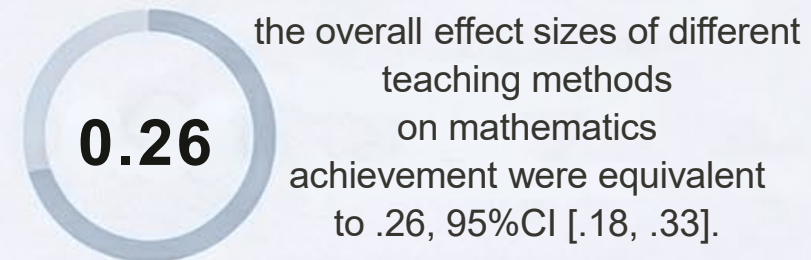 0.26
the overall effect sizes of different
teaching methods
on mathematics
achievement were equivalent
to .26, 95%CI [.18, .33].